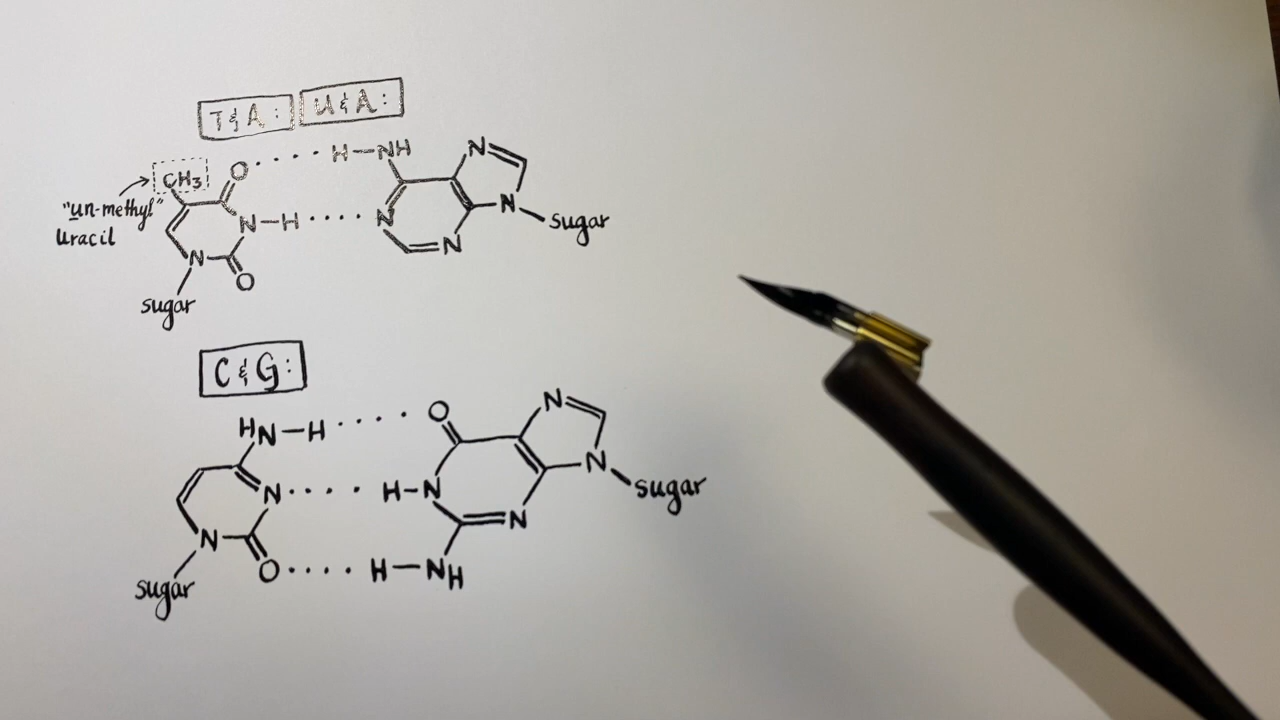 T & A: U & A:
O H-NH N
CH3
"un-methyl" N-H N N sugar
Uracil
N O N
sugar
C & G:
HN-H O N
N H-N N sugar
N N
O H-NH
sugar